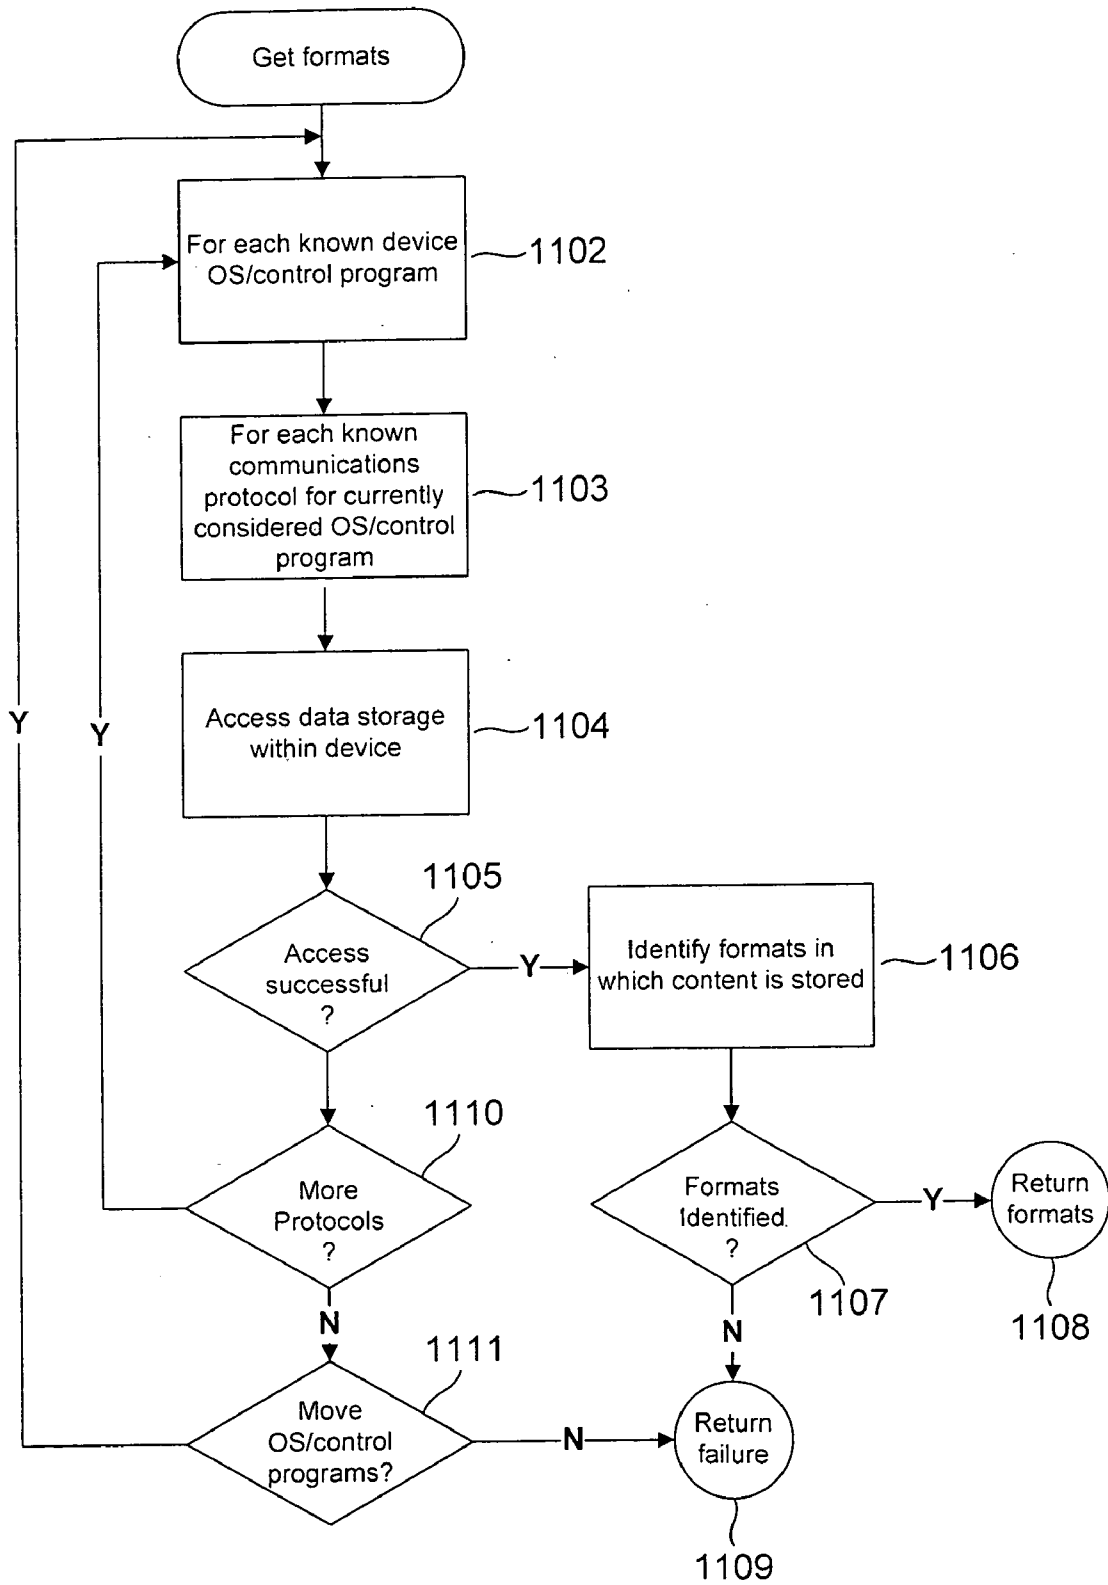 Get formats
For each known device
OS/control program
1102
For each known
communications
protocol for currently
considered OS/control
program
1103
Access data storage
within device
1104
Y
Y
1105
Access
successful
?
Y
Identify formats in
which content is stored
1106
1110
More
Protocols
?
Formats
Identified.
?
Y
Return
formats
1107
1108
N
N
1111
Move
OS/control
programs?
N
Return
failure
1109